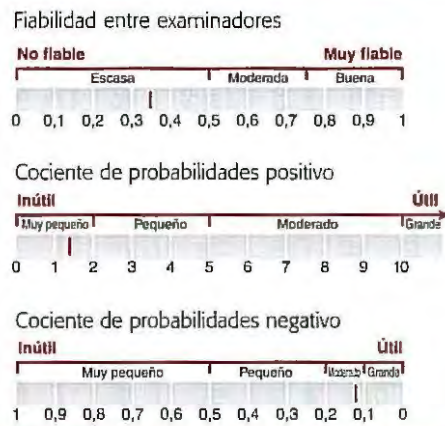 Fiabilidad entre examinadores
No fiable Muy fiable
Escasa Moderada Buena
0 0,1 0,2 0,3 0,4 0,5 0,6 0,7 0,8 0,9 1
Cociente de probabilidades positivo
Inútil Útil
Muy pequeño Pequeño Moderado Grande
0 1 2 3 4 5 6 7 8 9 10
Cociente de probabilidades negativo
Inútil Útil
Muy pequeño Pequeño Moderado Grande
1 0,9 0,8 0,7 0,6 0,5 0,4 0,3 0,2 0,1 0